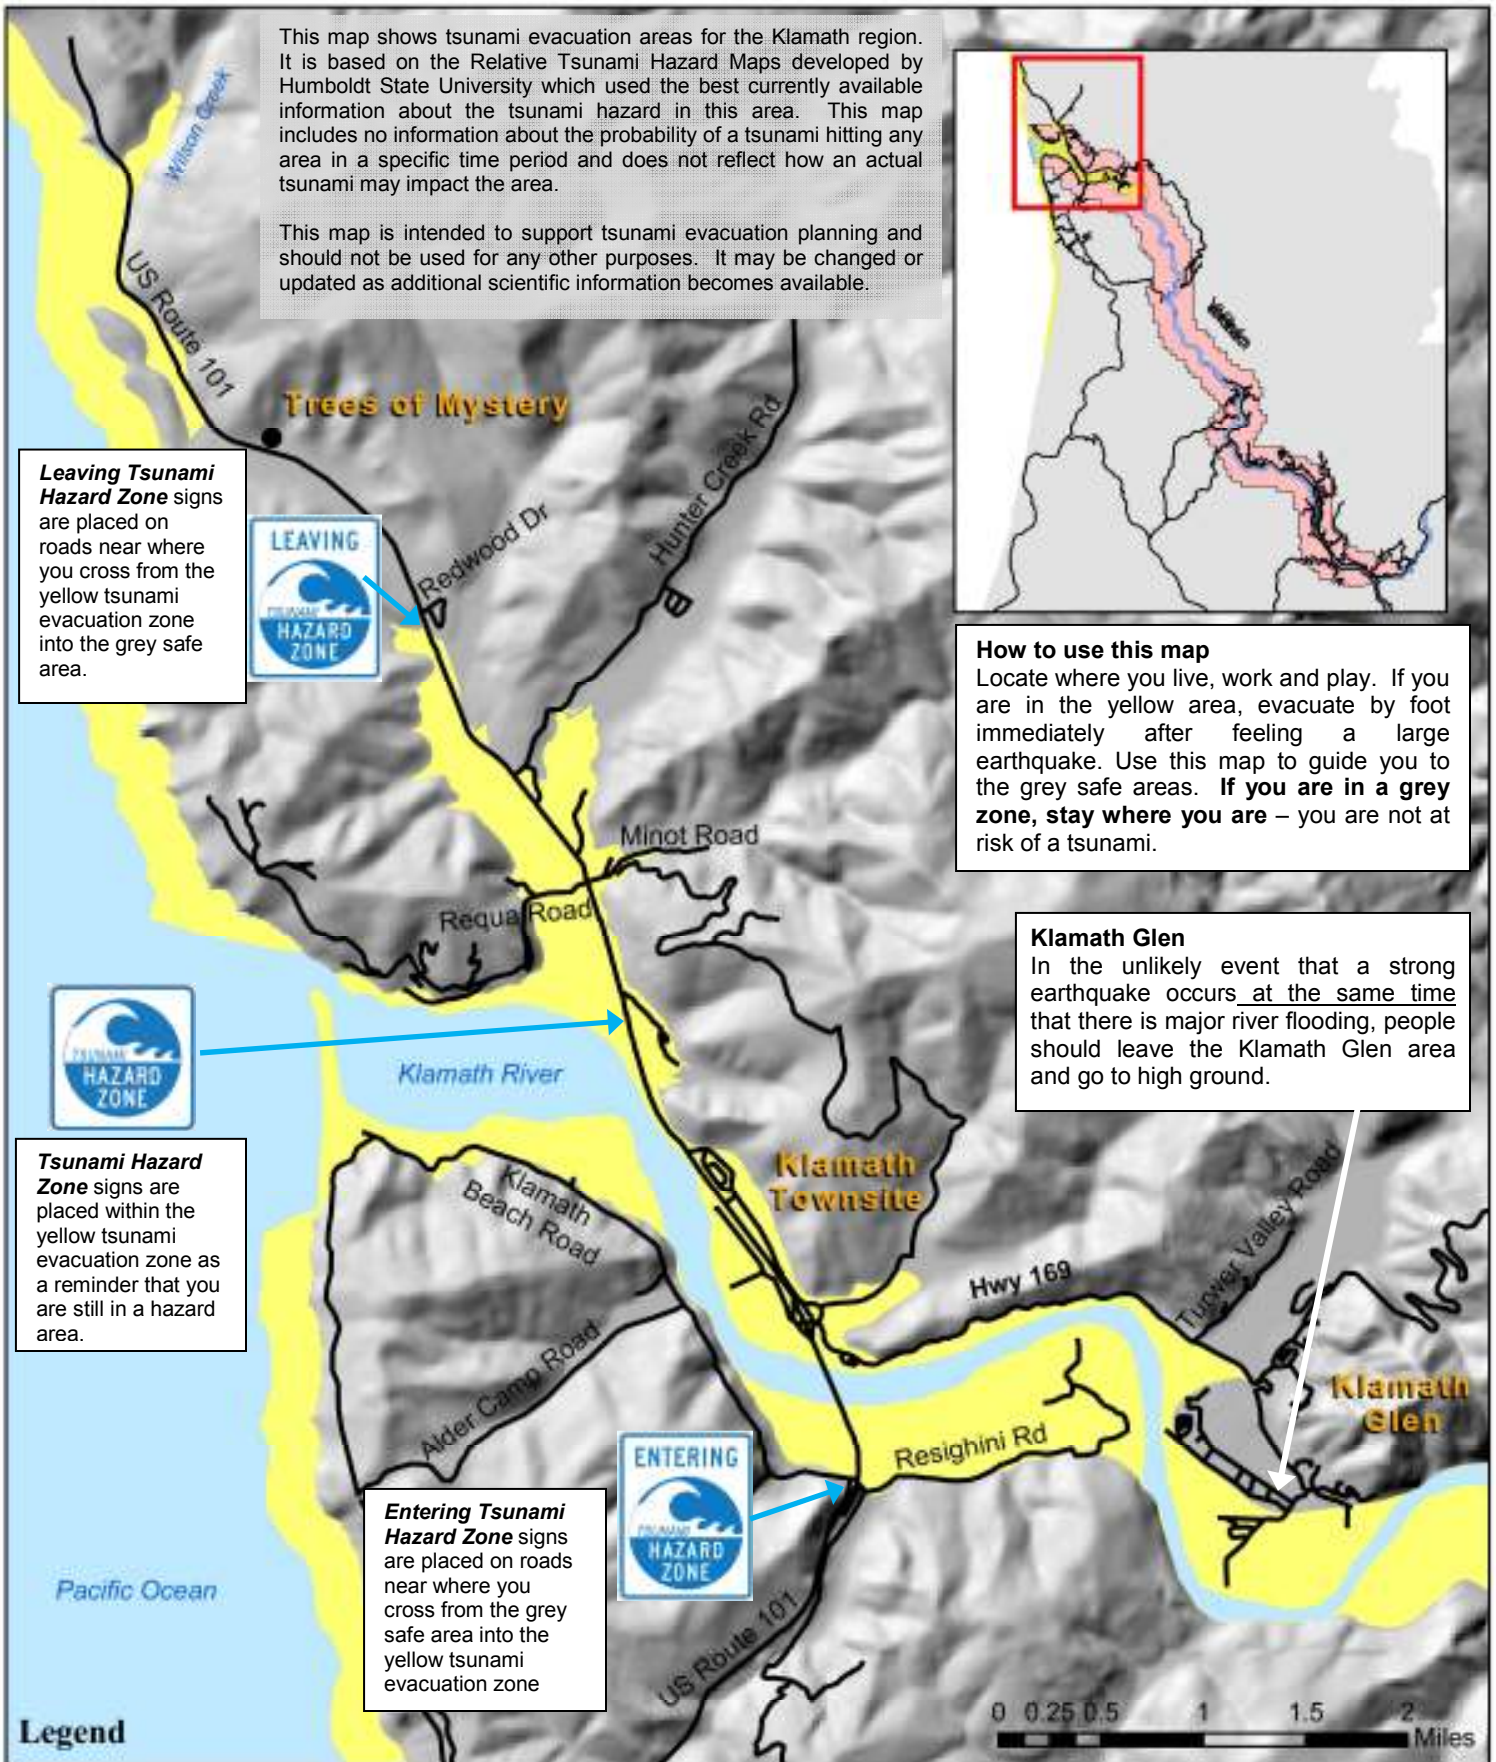 This map shows tsunami evacuation areas for the Klamath region.
It is based on the Relative Tsunami Hazard Maps developed by
Humboldt State University which used the best currently available
information about the tsunami hazard in this area. This map
includes no information about the probability of a tsunami hitting any
area in a specific time period and does not reflect how an actual
tsunami may impact the area.
This map is intended to support tsunami evacuation planning and
should not be used for any other purposes. It may be changed or
updated as additional scientific information becomes available.
Wilson Creek
US Route 101
Trees of Mystery
Hunter Creek Rd
Redwood Dr
Leaving Tsunami
Hazard Zone signs
are placed on
roads near where
you cross from the
yellow tsunami
evacuation zone
into the grey safe
area.
LEAVING
TSUNAMI
HAZARD
ZONE
How to use this map
Locate where you live, work and play. If you
are in the yellow area, evacuate by foot
immediately after feeling a large
earthquake. Use this map to guide you to
the grey safe areas. If you are in a grey
zone, stay where you are – you are not at
risk of a tsunami.
Minot Road
Requa Road
Klamath Glen
In the unlikely event that a strong
earthquake occurs at the same time
that there is major river flooding, people
should leave the Klamath Glen area
and go to high ground.
TSUNAMI
HAZARD
ZONE
Klamath River
Tsunami Hazard
Zone signs are
placed within the
yellow tsunami
evacuation zone as
a reminder that you
are still in a hazard
area.
Klamath
Beach Road
Klamath
Townsite
Hwy 169
Turwer Valley Road
Alder Camp Road
Klamath
Glen
Resighini Rd
ENTERING
TSUNAMI
HAZARD
ZONE
Entering Tsunami
Hazard Zone signs
are placed on roads
near where you
cross from the grey
safe area into the
yellow tsunami
evacuation zone
Pacific Ocean
US Route 101
Legend
0 0.25 0.5 1 1.5 2
Miles